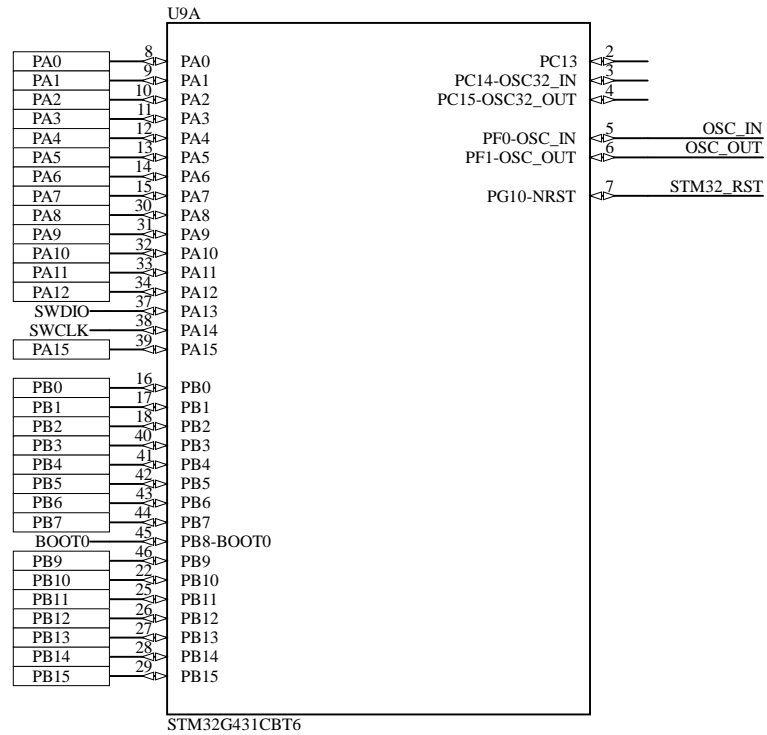 U9A
PA0 8 PA0 PC13 2
PA1 9 PA1 PC14-OSC32_IN 3
PA2 10 PA2 PC15-OSC32_OUT 4
PA3 11 PA3
PA4 12 PA4 PF0-OSC_IN 5 OSC_IN
PA5 13 PA5 PF1-OSC_OUT 6 OSC_OUT
PA6 14 PA6
PA7 15 PA7 PG10-NRST 7 STM32_RST
PA8 30 PA8
PA9 31 PA9
PA10 32 PA10
PA11 33 PA11
PA12 34 PA12
SWDIO 37 PA13
SWCLK 38 PA14
PA15 39 PA15
PB0 16 PB0
PB1 17 PB1
PB2 18 PB2
PB3 40 PB3
PB4 41 PB4
PB5 42 PB5
PB6 43 PB6
PB7 44 PB7
BOOT0 45 PB8-BOOT0
PB9 46 PB9
PB10 22 PB10
PB11 25 PB11
PB12 26 PB12
PB13 27 PB13
PB14 28 PB14
PB15 29 PB15
STM32G431CBT6